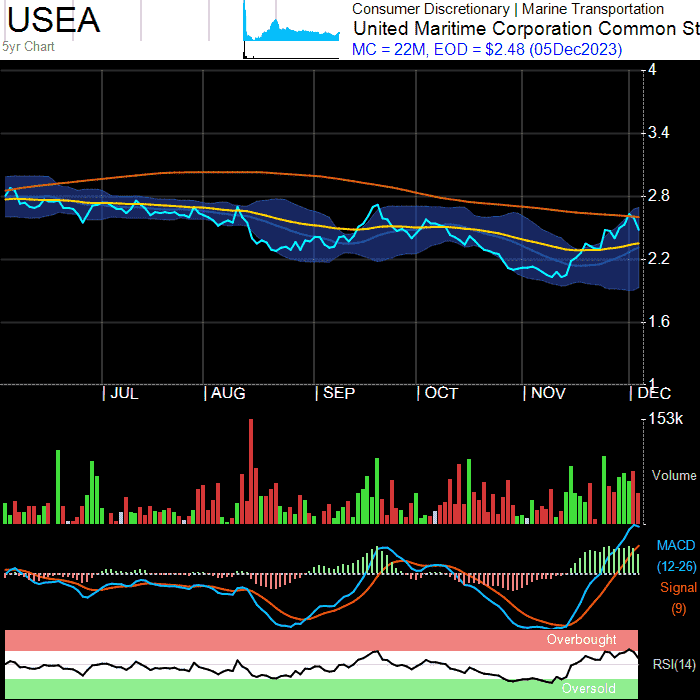 USEA
5yr Chart
Consumer Discretionary | Marine Transportation
United Maritime Corporation Common St
MC = 22M, EOD = $2.48 (05Dec2023)
4
3.4
2.8
2.2
1.6
1
JUL AUG SEP OCT NOV DEC
153k
Volume
MACD
(12-26)
Signal
(9)
Overbought
RSI(14)
Oversold